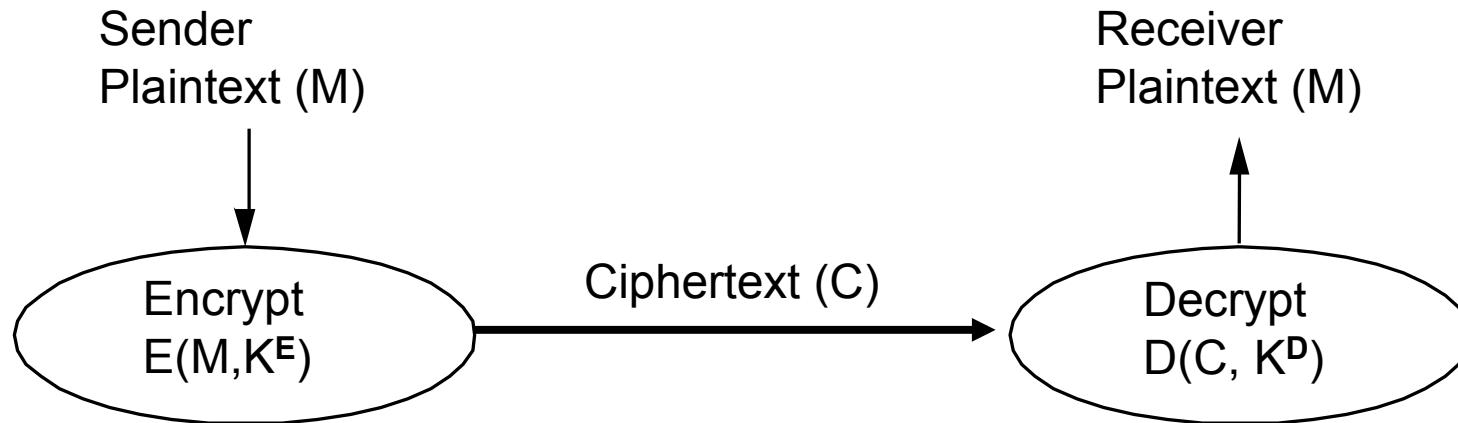 Sender
Plaintext (M)
Receiver
Plaintext (M)
Encrypt
E(M,Kᴱ)
Ciphertext (C)
Decrypt
D(C, Kᴰ)